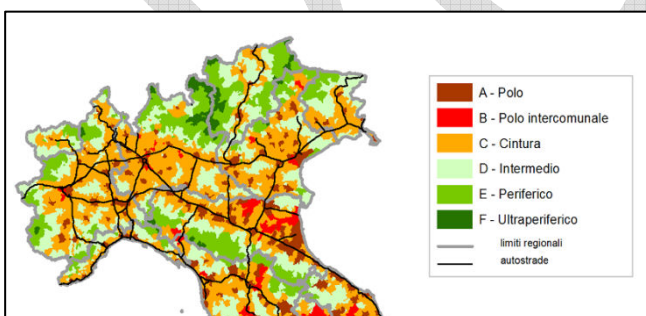 A - Polo
B - Polo intercomunale
C - Cintura
D - Intermedio
E - Periferico
F - Ultraperiferico
limiti regionali
autostrade